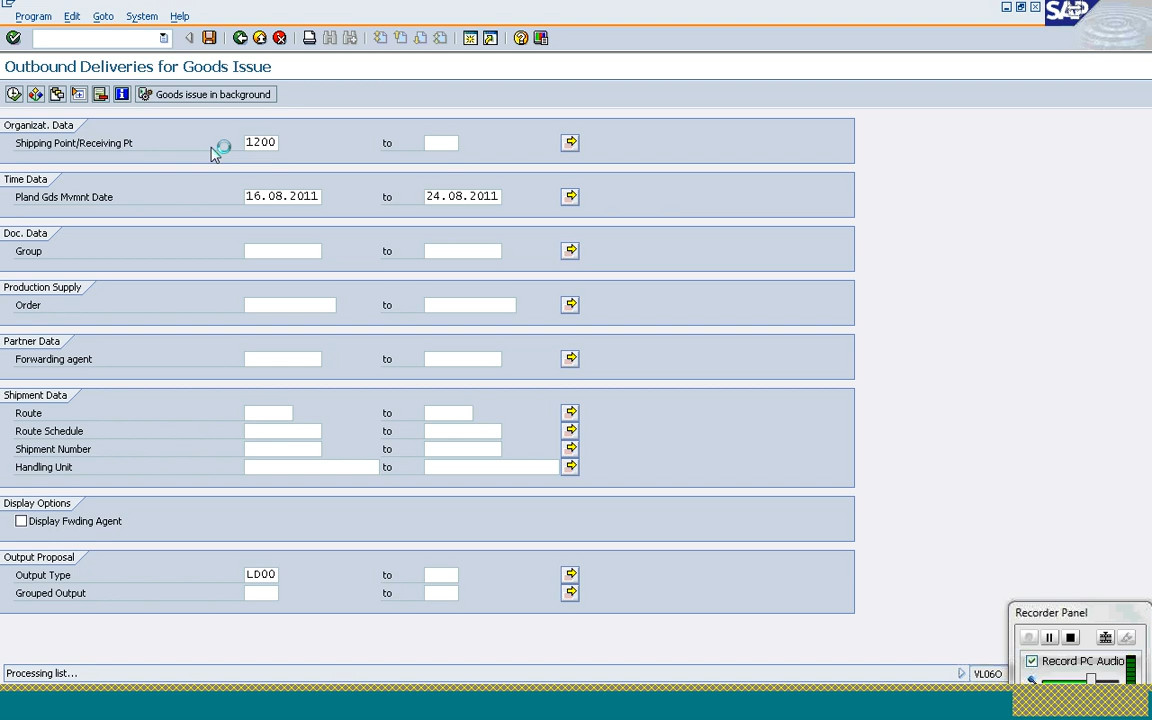 Program Edit Goto System Help
SAP
Outbound Deliveries for Goods Issue
Goods issue in background
Organizat. Data
Shipping Point/Receiving Pt 1200 to
Time Data
Pland Gds Mvmnt Date 16.08.2011 to 24.08.2011
Doc. Data
Group to
Production Supply
Order to
Partner Data
Forwarding agent to
Shipment Data
Route to
Route Schedule to
Shipment Number to
Handling Unit to
Display Options
Display Fwding Agent
Output Proposal
Output Type LD00 to
Grouped Output to
Recorder Panel
Record PC Audio
Processing list... VL06O